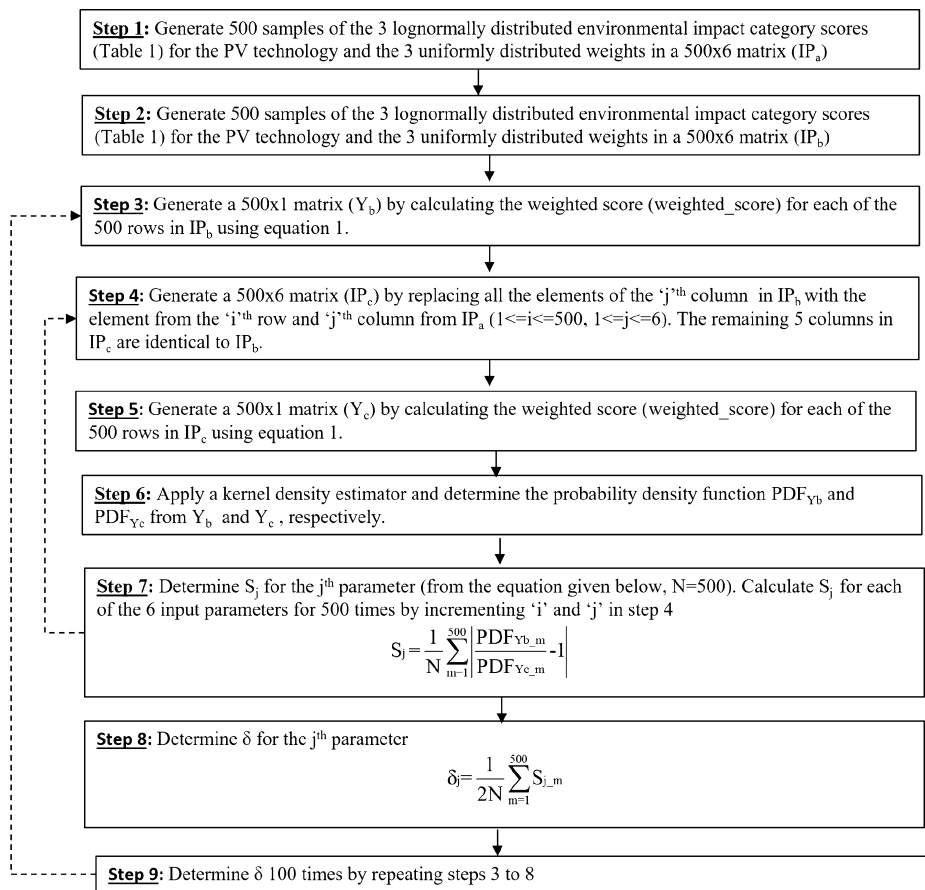 Step 1: Generate 500 samples of the 3 lognormally distributed environmental impact category scores
(Table 1) for the PV technology and the 3 uniformly distributed weights in a 500x6 matrix (IPa)
Step 2: Generate 500 samples of the 3 lognormally distributed environmental impact category scores
(Table 1) for the PV technology and the 3 uniformly distributed weights in a 500x6 matrix (IPb)
Step 3: Generate a 500x1 matrix (Yb) by calculating the weighted score (weighted_score) for each of the
500 rows in IPb using equation 1.
Step 4: Generate a 500x6 matrix (IPc) by replacing all the elements of the ‘j’th column in IPb with the
element from the ‘i’th row and ‘j’th column from IPa (1<=i<=500, 1<=j<=6). The remaining 5 columns in
IPc are identical to IPb.
Step 5: Generate a 500x1 matrix (Yc) by calculating the weighted score (weighted_score) for each of the
500 rows in IPc using equation 1.
Step 6: Apply a kernel density estimator and determine the probability density function PDFYb and
PDFYc from Yb and Yc , respectively.
Step 7: Determine Sj for the jth parameter (from the equation given below, N=500). Calculate Sj for each
of the 6 input parameters for 500 times by incrementing ‘i’ and ‘j’ in step 4
Sj = 1/N 500∑m=1 |PDFYb_m/PDFYc_m -1|
Step 8: Determine δ for the jth parameter
δj= 1/2N 500∑m=1 Sj_m
Step 9: Determine δ 100 times by repeating steps 3 to 8